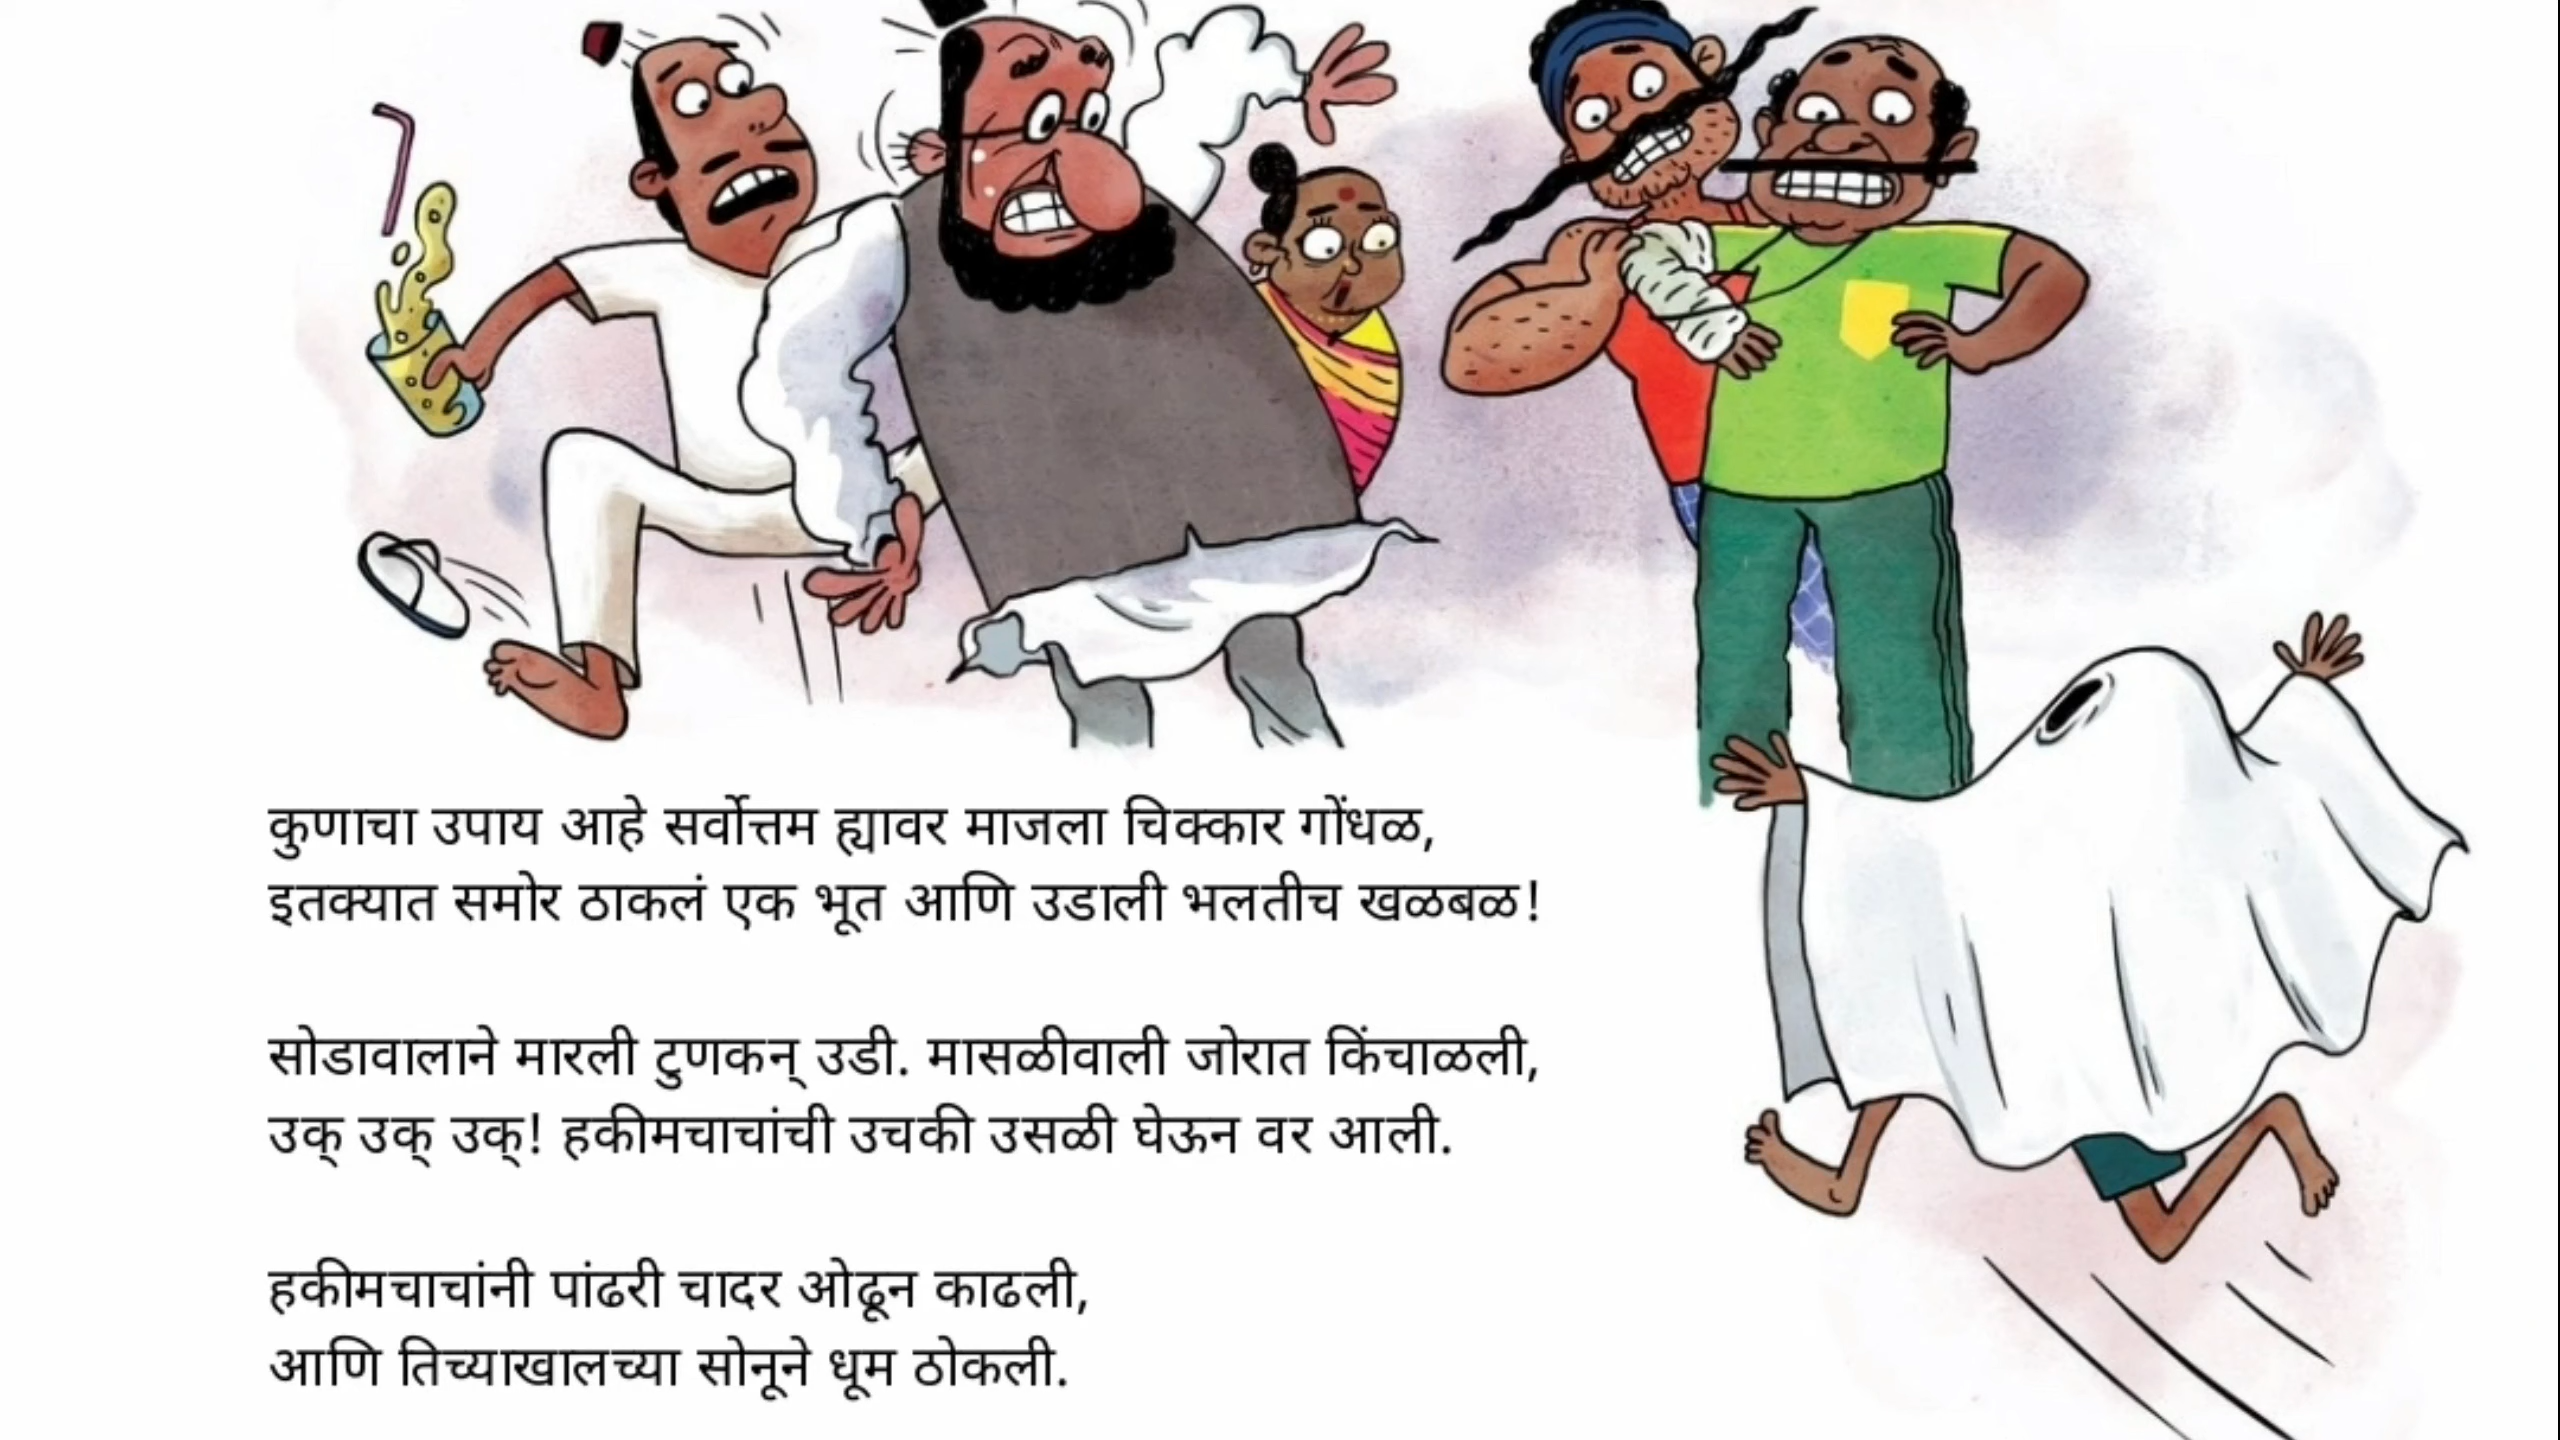 कुणाचा उपाय आहे सर्वोत्तम ह्यावर माजला चिक्कार गोंधळ,
इतक्यात समोर ठाकलं एक भूत आणि उडाली भलतीच खळबळ!
सोडावालाने मारली टुणकन् उडी. मासळीवाली जोरात किंचाळली,
उक् उक् उक्! हकीमचाचांची उचकी उसळी घेऊन वर आली.
हकीमचाचांनी पांढरी चादर ओढून काढली,
आणि तिच्याखालच्या सोनूने धूम ठोकली.